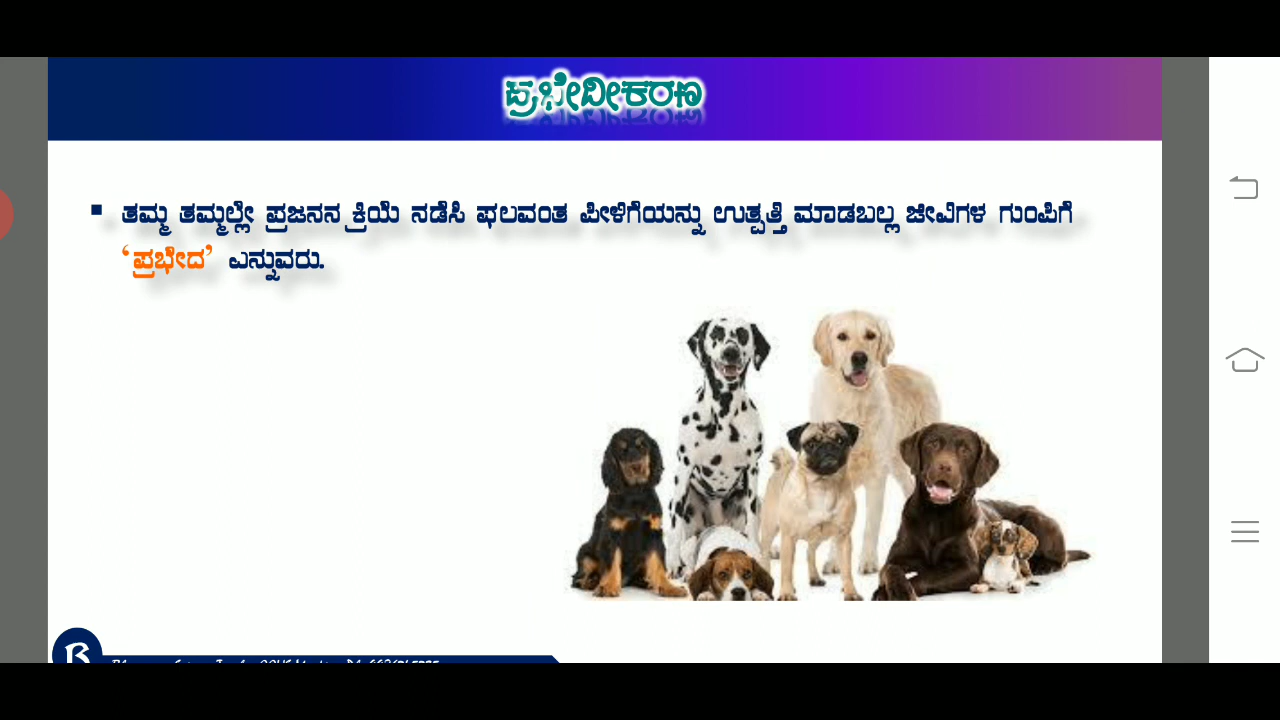 ಪ್ರಭೇದೀಕರಣ
▪ ತಮ್ಮ ತಮ್ಮಲ್ಲೇ ಪ್ರಜನನ ಕ್ರಿಯೆ ನಡೆಸಿ ಫಲವಂತ ಪೀಳಿಗೆಯನ್ನು ಉತ್ಪತ್ತಿ ಮಾಡಬಲ್ಲ ಜೀವಿಗಳ ಗುಂಪಿಗೆ
‘ಪ್ರಭೇದ’ ಎನ್ನುವರು.
B